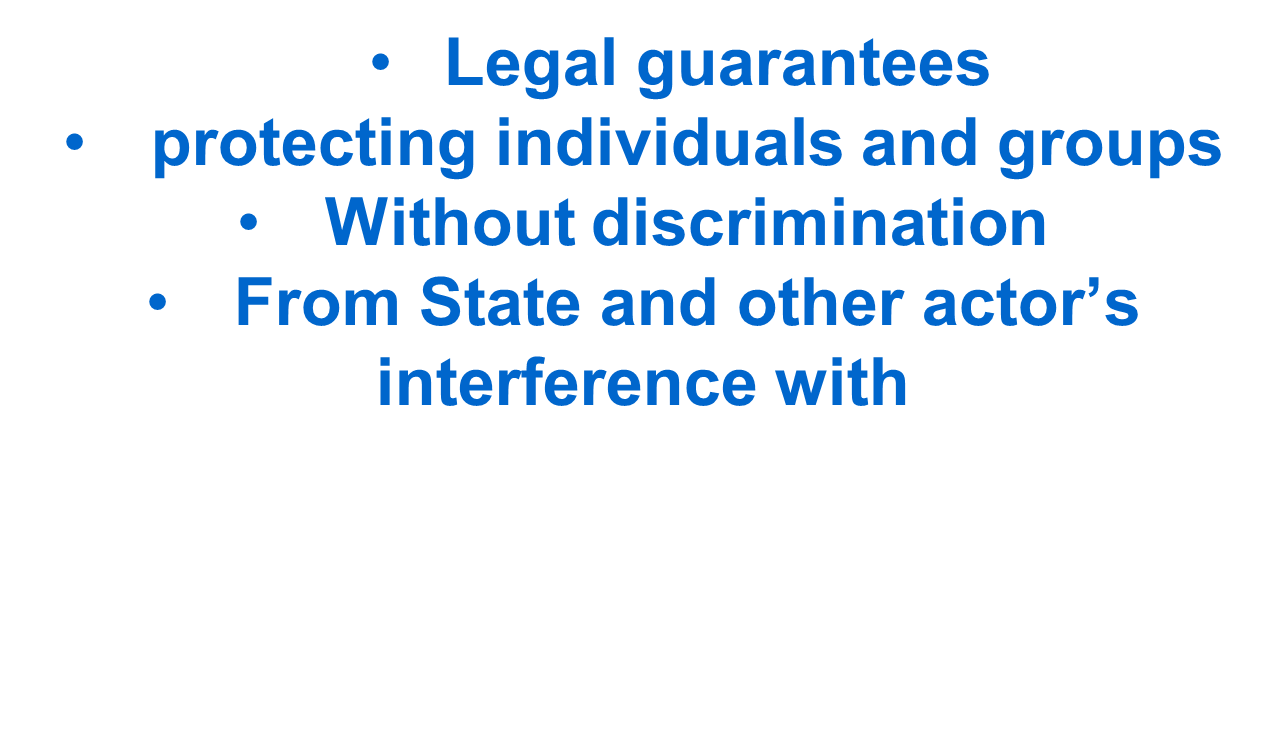 • Legal guarantees
• protecting individuals and groups
• Without discrimination
• From State and other actor’s
interference with